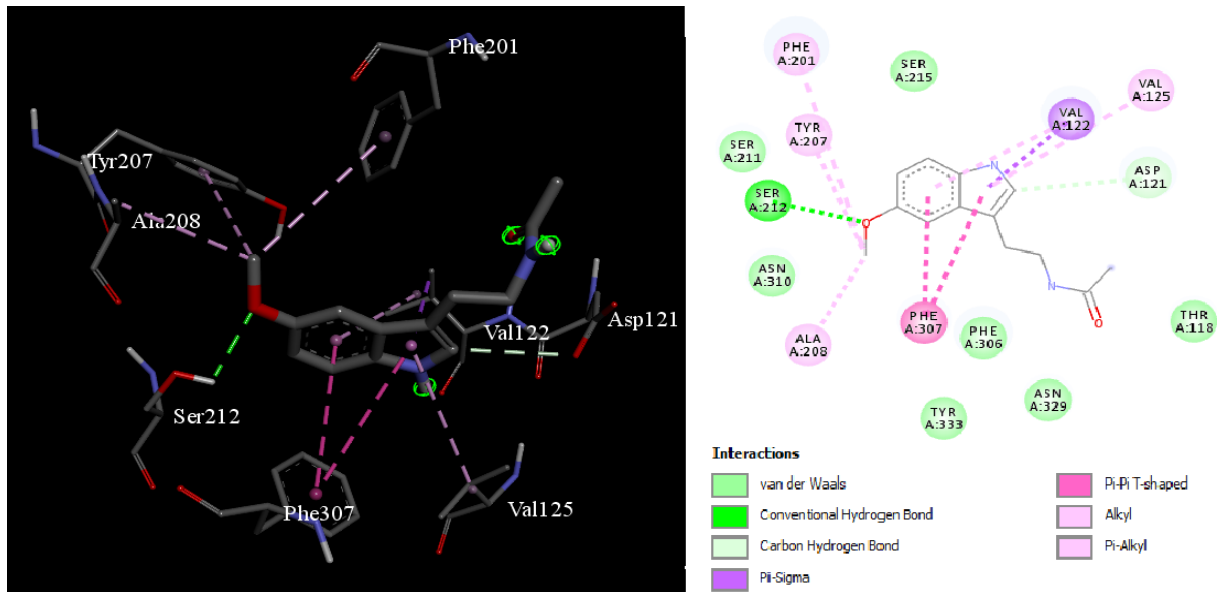 Phe201
Tyr207
Ala208
Val122
Asp121
Ser212
Phe307
Val125
PHE
A:201
SER
A:215
VAL
A:125
VAL
A:122
TYR
A:207
SER
A:211
ASP
A:121
SER
A:212
N
O
ASN
A:310
N
O
PHE
A:307
PHE
A:306
THR
A:118
ALA
A:208
ASN
A:329
TYR
A:333
Interactions
van der Waals
Conventional Hydrogen Bond
Carbon Hydrogen Bond
Pii-Sigma
Pi-Pi T-shaped
Alkyl
Pi-Alkyl